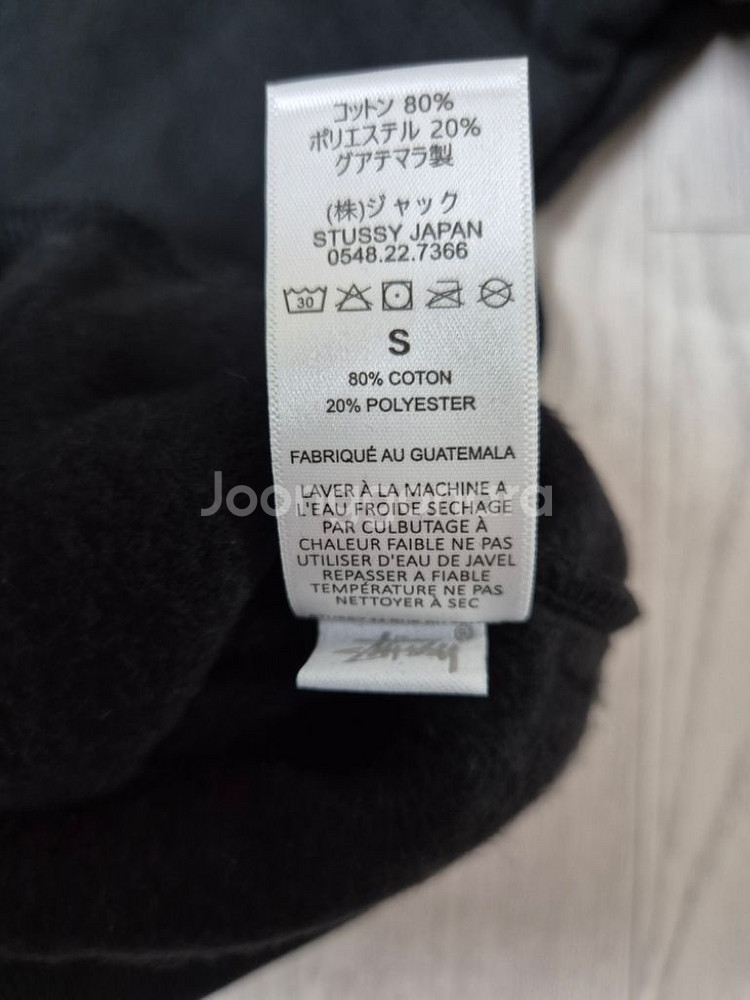 コットン 80%
ポリエステル 20%
グアテマラ製
(株)ジャック
STUSSY JAPAN
0548.22.7366
30
S
80% COTON
20% POLYESTER
FABRIQUÉ AU GUATEMALA
LAVER À LA MACHINE A
L'EAU FROIDE SECHAGE
PAR CULBUTAGE À
CHALEUR FAIBLE NE PAS
UTILISER D'EAU DE JAVEL
REPASSER A FIABLE
TEMPÉRATURE NE PAS
NETTOYER À SEC